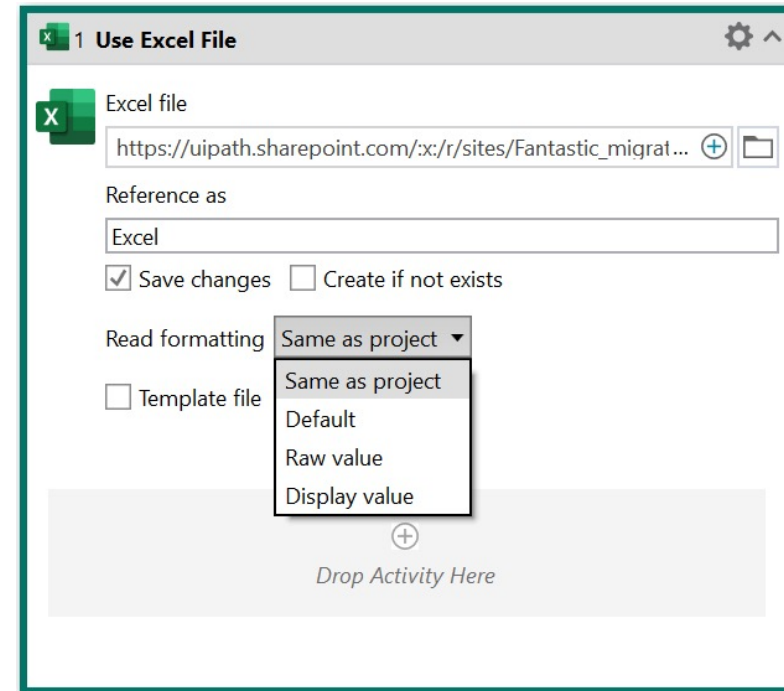 1 Use Excel File
Excel file
https://uipath.sharepoint.com/:x:/r/sites/Fantastic_migrat...
Reference as
Excel
Save changes Create if not exists
Read formatting Same as project
Same as project
Template file
Default
Raw value
Display value
Drop Activity Here